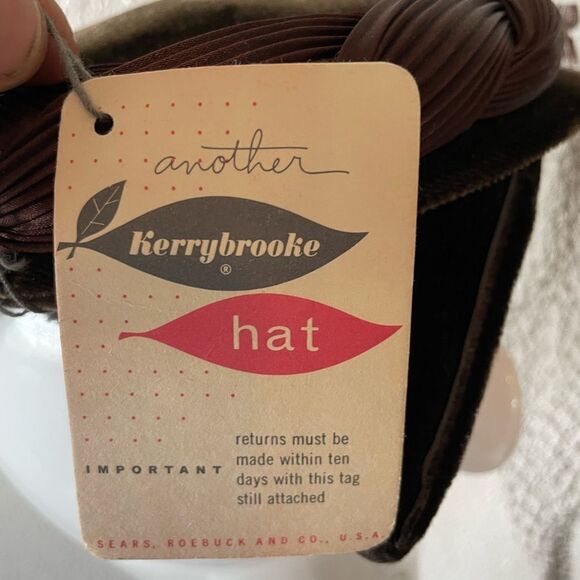 another
Kerrybrooke
®
hat
IMPORTANT
returns must be
made within ten
days with this tag
still attached
SEARS, ROEBUCK AND CO., U.S.A.